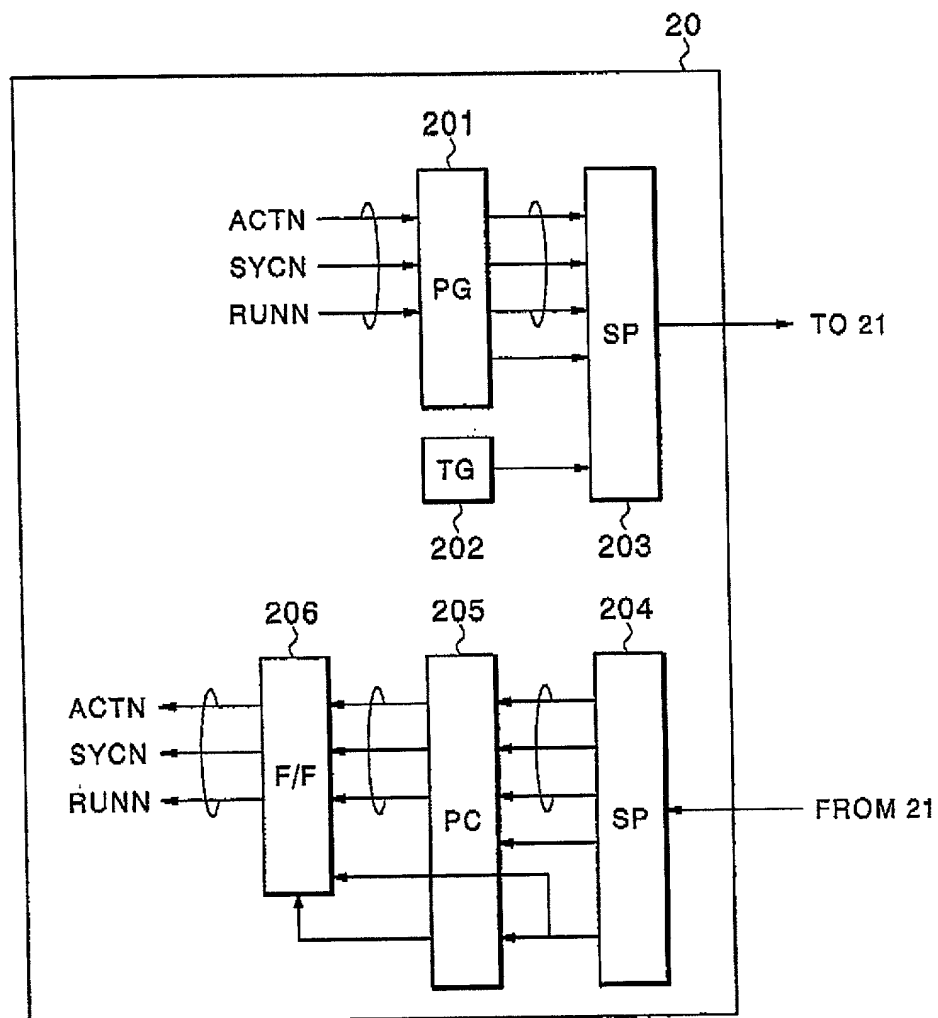 20
201
ACTN
SYCN
RUNN
PG
SP
TO 21
TG
202
203
206
205
204
ACTN
SYCN
RUNN
F/F
PC
SP
FROM 21